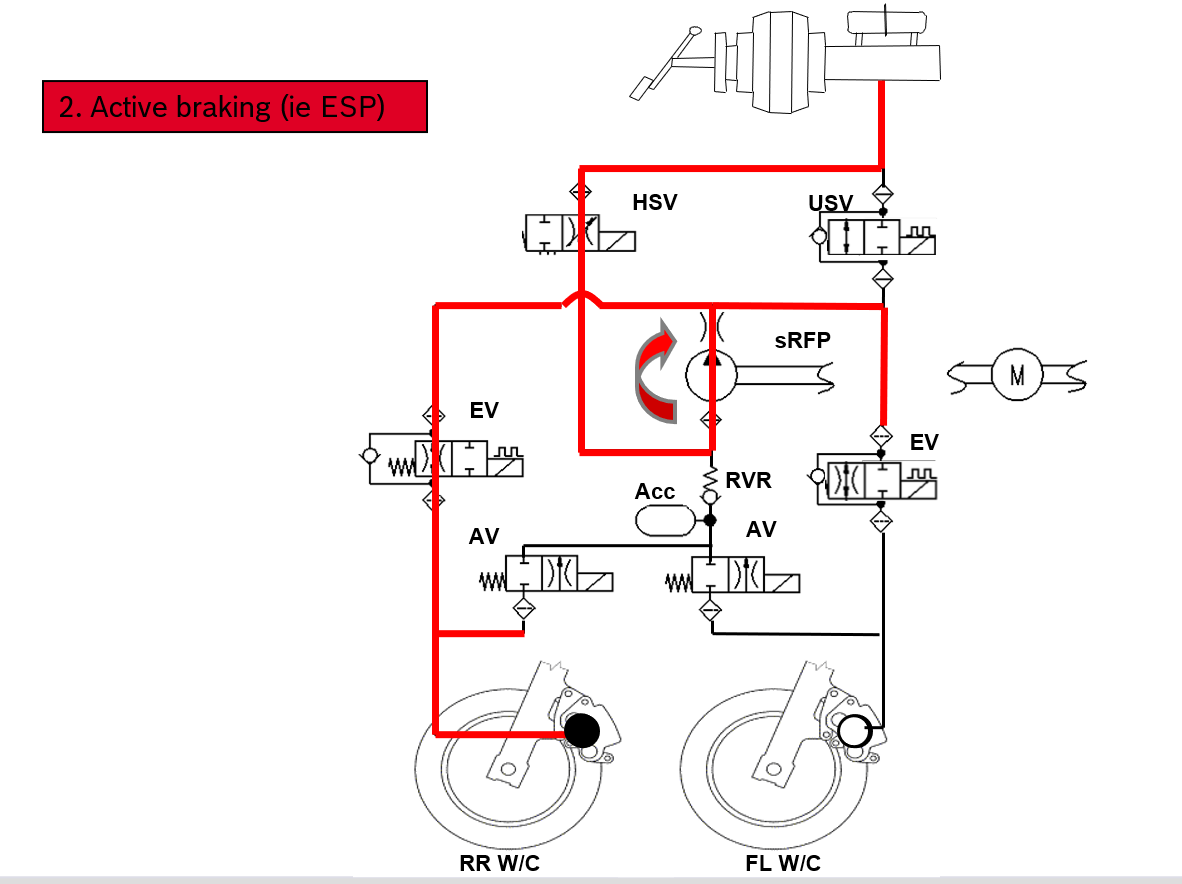 2. Active braking (ie ESP)
HSV
USV
sRFP
M
EV
EV
RVR
Acc
AV
AV
RR W/C
FL W/C